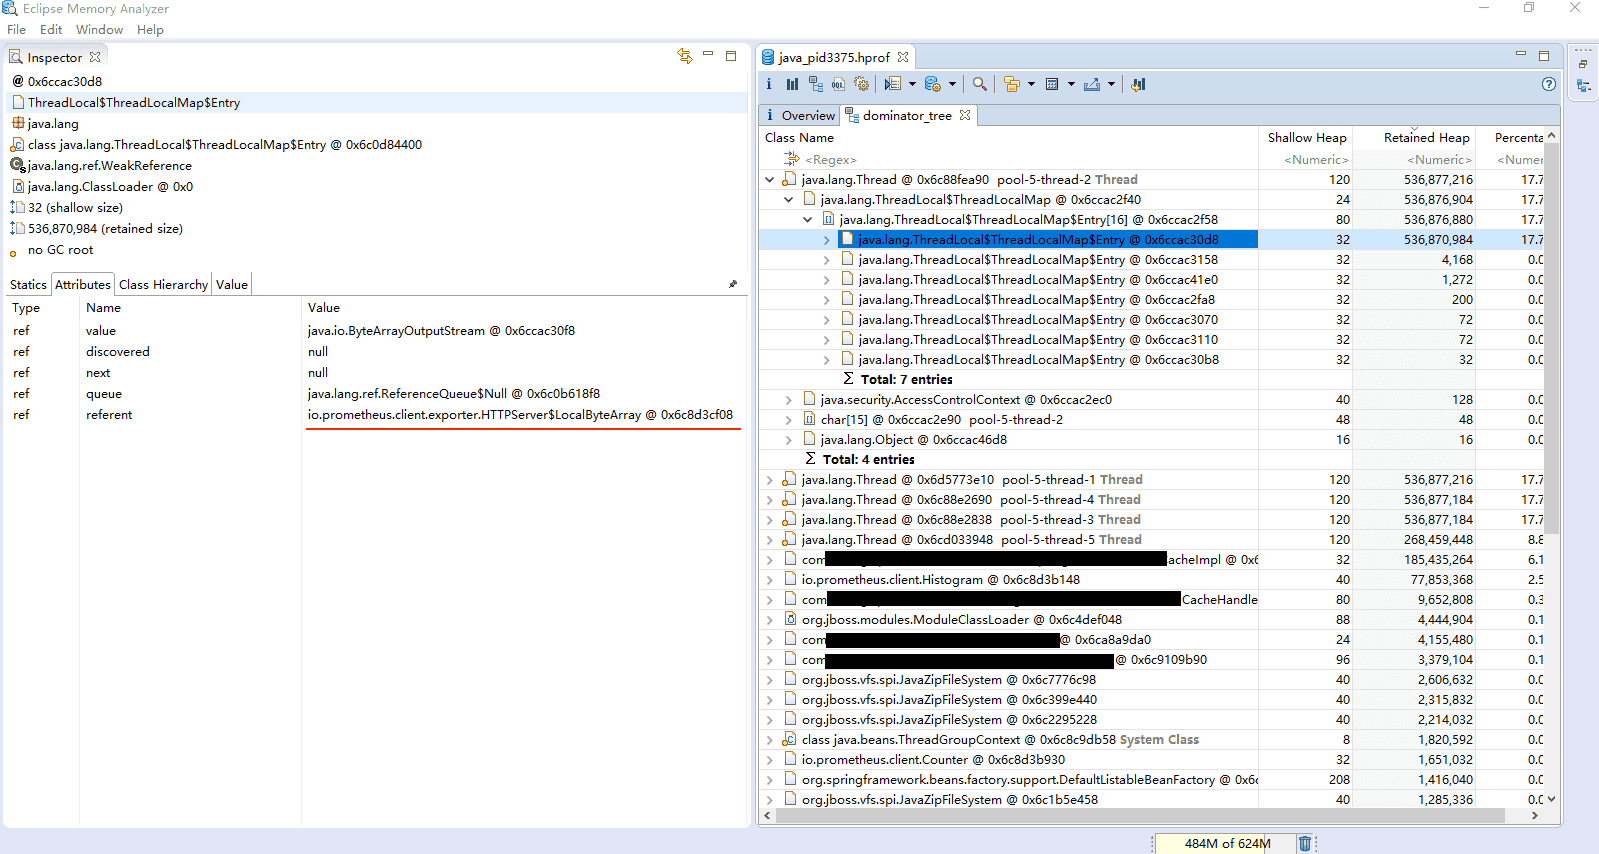 Eclipse Memory Analyzer
File Edit Window Help
Inspector
@ 0x6ccac30d8
ThreadLocal$ThreadLocalMap$Entry
java.lang
class java.lang.ThreadLocal$ThreadLocalMap$Entry @ 0x6c0d84400
java.lang.ref.WeakReference
java.lang.ClassLoader @ 0x0
32 (shallow size)
536,870,984 (retained size)
no GC root
Statics Attributes Class Hierarchy Value
Type Name Value
ref value java.io.ByteArrayOutputStream @ 0x6ccac30f8
ref discovered null
ref next null
ref queue java.lang.ref.ReferenceQueue$Null @ 0x6c0b618f8
ref referent io.prometheus.client.exporter.HTTPServer$LocalByteArray @ 0x6c8d3cf08
java_pid3375.hprof
i OQL
i Overview dominator_tree
Class Name Shallow Heap Retained Heap Percenta
<Regex> <Numeric> <Numeric> <Numer
java.lang.Thread @ 0x6c88fea90 pool-5-thread-2 Thread 120 536,877,216 17.7
java.lang.ThreadLocal$ThreadLocalMap @ 0x6ccac2f40 24 536,876,904 17.7
java.lang.ThreadLocal$ThreadLocalMap$Entry[16] @ 0x6ccac2f58 80 536,876,880 17.7
java.lang.ThreadLocal$ThreadLocalMap$Entry @ 0x6ccac30d8 32 536,870,984 17.7
java.lang.ThreadLocal$ThreadLocalMap$Entry @ 0x6ccac3158 32 4,168 0.0
java.lang.ThreadLocal$ThreadLocalMap$Entry @ 0x6ccac41e0 32 1,272 0.0
java.lang.ThreadLocal$ThreadLocalMap$Entry @ 0x6ccac2fa8 32 200 0.0
java.lang.ThreadLocal$ThreadLocalMap$Entry @ 0x6ccac3070 32 72 0.0
java.lang.ThreadLocal$ThreadLocalMap$Entry @ 0x6ccac3110 32 72 0.0
java.lang.ThreadLocal$ThreadLocalMap$Entry @ 0x6ccac30b8 32 32 0.0
Σ Total: 7 entries
java.security.AccessControlContext @ 0x6ccac2ec0 40 128 0.0
char[15] @ 0x6ccac2e90 pool-5-thread-2 48 48 0.0
java.lang.Object @ 0x6ccac46d8 16 16 0.0
Σ Total: 4 entries
java.lang.Thread @ 0x6d5773e10 pool-5-thread-1 Thread 120 536,877,216 17.7
java.lang.Thread @ 0x6c88e2690 pool-5-thread-4 Thread 120 536,877,184 17.7
java.lang.Thread @ 0x6c88e2838 pool-5-thread-3 Thread 120 536,877,184 17.7
java.lang.Thread @ 0x6cd033948 pool-5-thread-5 Thread 120 268,459,448 8.8
com acheImpl @ 0x6 32 185,435,264 6.1
io.prometheus.client.Histogram @ 0x6c8d3b148 40 77,853,368 2.5
com CacheHandle 80 9,652,808 0.3
org.jboss.modules.ModuleClassLoader @ 0x6c4def048 88 4,444,904 0.1
com @ 0x6ca8a9da0 24 4,155,480 0.1
com @ 0x6c9109b90 96 3,379,104 0.1
org.jboss.vfs.spi.JavaZipFileSystem @ 0x6c7776c98 40 2,606,632 0.0
org.jboss.vfs.spi.JavaZipFileSystem @ 0x6c399e440 40 2,315,832 0.0
org.jboss.vfs.spi.JavaZipFileSystem @ 0x6c2295228 40 2,214,032 0.0
class java.beans.ThreadGroupContext @ 0x6c8c9db58 System Class 8 1,820,592 0.0
io.prometheus.client.Counter @ 0x6c8d3b930 32 1,651,032 0.0
org.springframework.beans.factory.support.DefaultListableBeanFactory @ 0x6c 208 1,416,040 0.0
org.jboss.vfs.spi.JavaZipFileSystem @ 0x6c1b5e458 40 1,285,336 0.0
484M of 624M